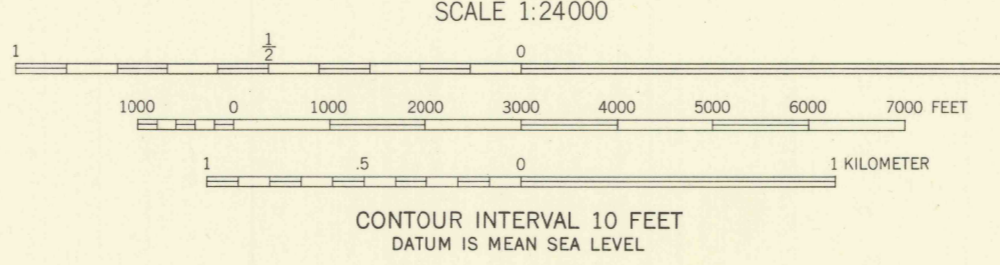 SCALE 1:24000
1 1/2 0
1000 0 1000 2000 3000 4000 5000 6000 7000 FEET
1 .5 0 1 KILOMETER
CONTOUR INTERVAL 10 FEET
DATUM IS MEAN SEA LEVEL